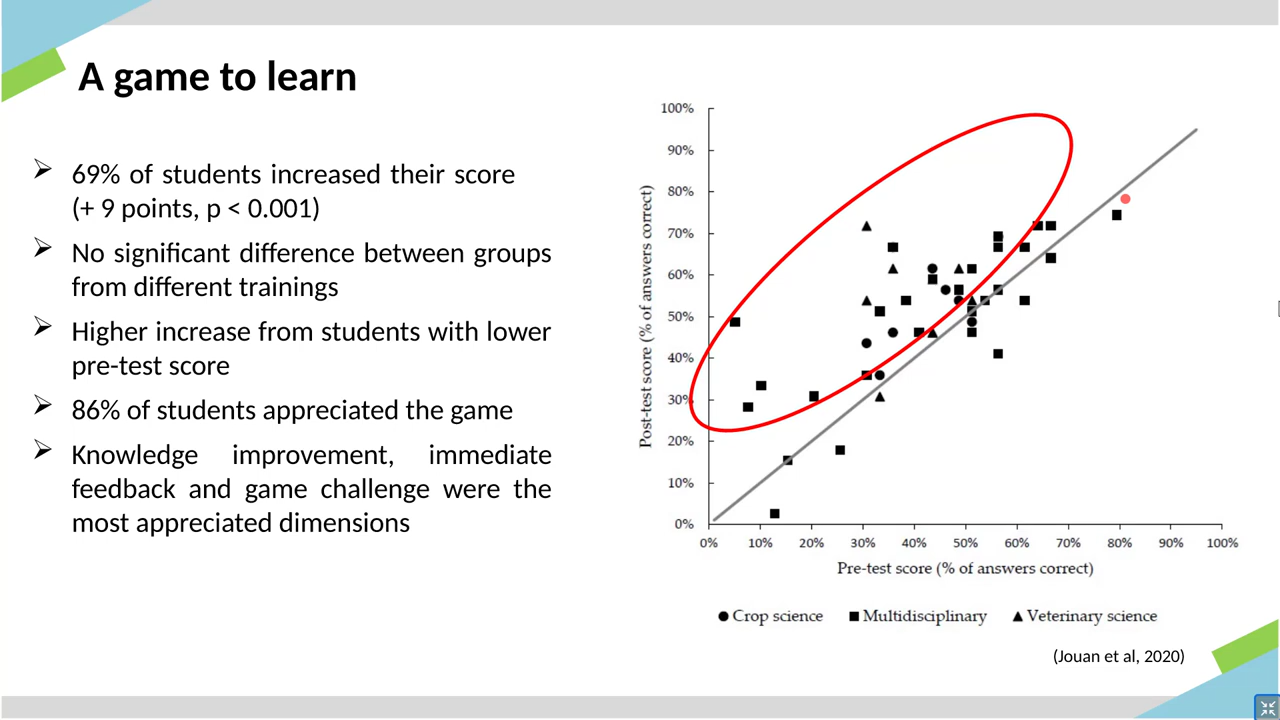 A game to learn
69% of students increased their score
(+ 9 points, p < 0.001)
No significant difference between groups
from different trainings
Higher increase from students with lower
pre-test score
86% of students appreciated the game
Knowledge improvement, immediate
feedback and game challenge were the
most appreciated dimensions
Post-test score (% of answers correct)
100%
90%
80%
70%
60%
50%
40%
30%
20%
10%
0%
0% 10% 20% 30% 40% 50% 60% 70% 80% 90% 100%
Pre-test score (% of answers correct)
Crop science Multidisciplinary Veterinary science
(Jouan et al, 2020)